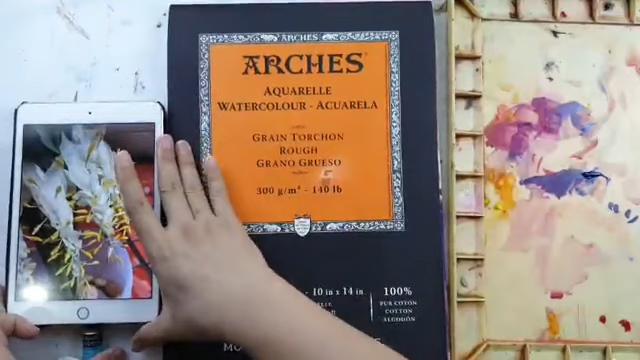 ARCHES
ARCHES
AQUARELLE
WATERCOLOUR - ACUARELA
GRAIN TORCHON
ROUGH
GRANO GRUESO
300 g/m² - 140 lb
ARCHES
10 in x 14 in
100%
PUR COTON
COTTON
ALGODÓN